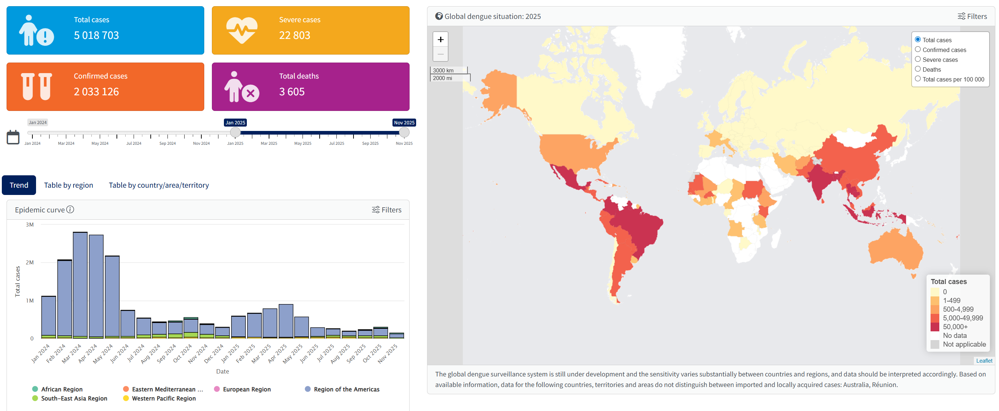 Total cases
5 018 703
Severe cases
22 803
Confirmed cases
2 033 126
Total deaths
3 605
Jan 2024
Jan 2025
Nov 2025
Jan 2024
Mar 2024
May 2024
Jul 2024
Sep 2024
Nov 2024
Jan 2025
Mar 2025
May 2025
Jul 2025
Sep 2025
Nov 2025
Trend
Table by region
Table by country/area/territory
Epidemic curve
Filters
3M
2M
1M
0
Total cases
Jan 2024
Feb 2024
Mar 2024
Apr 2024
May 2024
Jun 2024
Jul 2024
Aug 2024
Sep 2024
Oct 2024
Nov 2024
Dec 2024
Jan 2025
Feb 2025
Mar 2025
Apr 2025
May 2025
Jun 2025
Jul 2025
Aug 2025
Sep 2025
Oct 2025
Nov 2025
Date
African Region
Eastern Mediterranean ...
European Region
Region of the Americas
South-East Asia Region
Western Pacific Region
Global dengue situation: 2025
Filters
+
−
3000 km
2000 mi
Total cases
Confirmed cases
Severe cases
Deaths
Total cases per 100 000
Total cases
0
1-499
500-4,999
5,000-49,999
50,000+
No data
Not applicable
Leaflet
The global dengue surveillance system is still under development and the sensitivity varies substantially between countries and regions, and data should be interpreted accordingly. Based on
available information, data for the following countries, territories and areas do not distinguish between imported and locally acquired cases: Australia, Réunion.